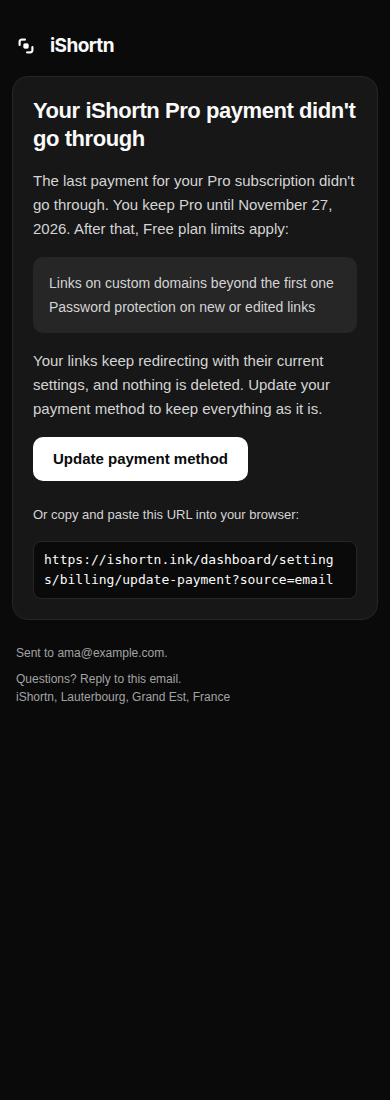 iShortn
Your iShortn Pro payment didn't
go through
The last payment for your Pro subscription didn't
go through. You keep Pro until November 27,
2026. After that, Free plan limits apply:
Links on custom domains beyond the first one
Password protection on new or edited links
Your links keep redirecting with their current
settings, and nothing is deleted. Update your
payment method to keep everything as it is.
Update payment method
Or copy and paste this URL into your browser:
https://ishortn.ink/dashboard/setting
s/billing/update-payment?source=email
Sent to ama@example.com.
Questions? Reply to this email.
iShortn, Lauterbourg, Grand Est, France